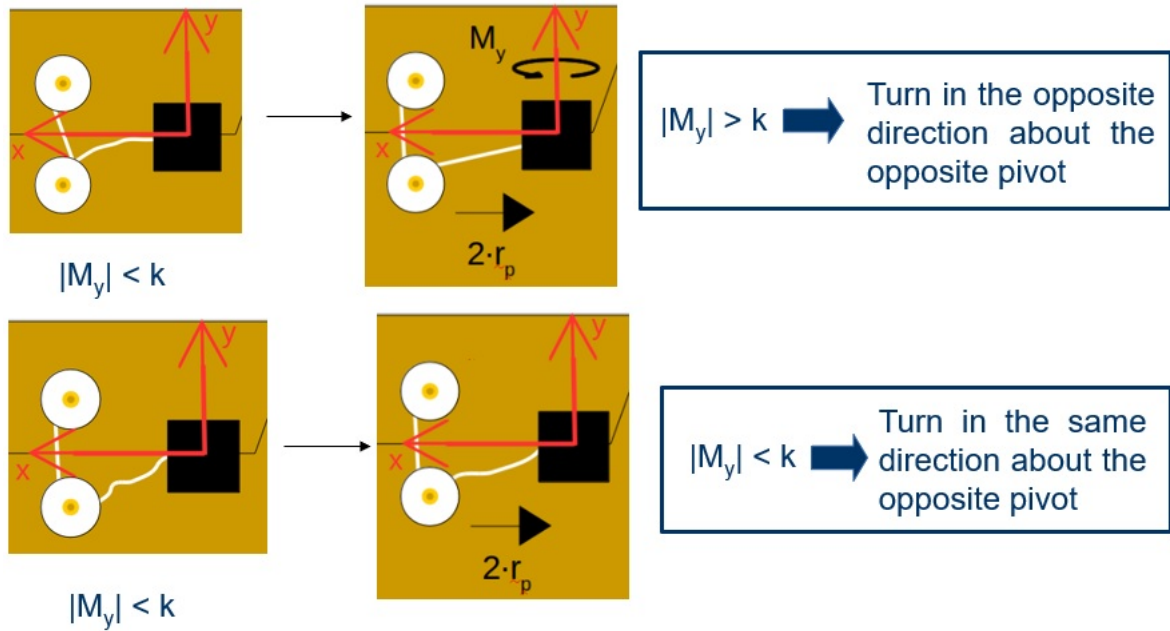 y
x
|My| < k
My
y
x
2·rp
|My| > k
Turn in the opposite
direction about the
opposite pivot
y
x
|My| < k
y
x
2·rp
|My| < k
Turn in the same
direction about the
opposite pivot